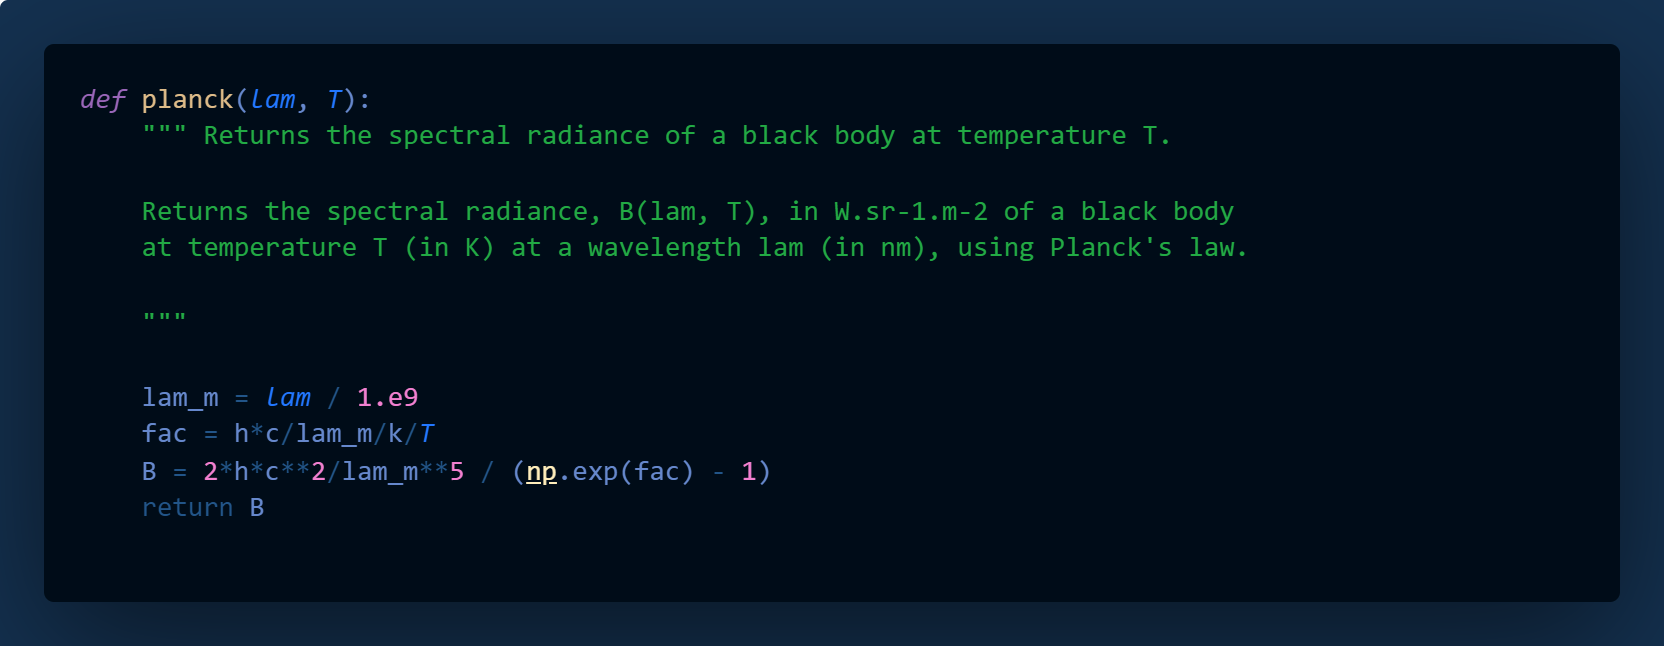 def planck(lam, T):
    """ Returns the spectral radiance of a black body at temperature T.

    Returns the spectral radiance, B(lam, T), in W.sr-1.m-2 of a black body
    at temperature T (in K) at a wavelength lam (in nm), using Planck's law.

    """

    lam_m = lam / 1.e9
    fac = h*c/lam_m/k/T
    B = 2*h*c**2/lam_m**5 / (np.exp(fac) - 1)
    return B